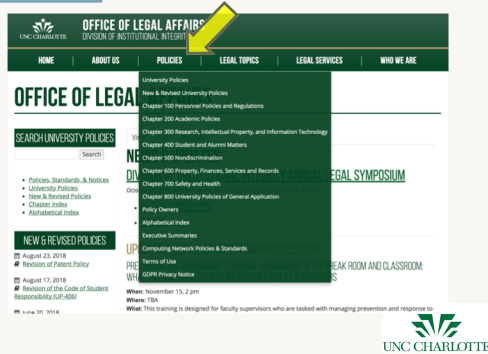 UNC CHARLOTTE
OFFICE OF LEGAL AFFAIRS
DIVISION OF INSTITUTIONAL INTEGRITY
HOME | ABOUT US | POLICIES | LEGAL TOPICS | LEGAL SERVICES | WHO WE ARE
OFFICE OF LEGAL
University Policies
New & Revised University Policies
Chapter 100 Personnel Policies and Regulations
Chapter 200 Academic Policies
Chapter 300 Research, Intellectual Property, and Information Technology
Chapter 400 Student and Alumni Matters
Chapter 500 Nondiscrimination
Chapter 600 Property, Finances, Services and Records
Chapter 700 Safety and Health
Chapter 800 University Policies of General Application
Policy Owners
Alphabetical Index
Executive Summaries
Computing Network Policies & Standards
Terms of Use
GDPR Privacy Notice
SEARCH UNIVERSITY POLICIES
Search
Policies, Standards, & Notices
University Policies
New & Revised Policies
Chapter Index
Alphabetical Index
NEW & REVISED POLICIES
August 23, 2018
Revision of Patent Policy
August 17, 2018
Revision of the Code of Student
Responsibility (UP-406)
June 20, 2018
ANNUAL LEGAL SYMPOSIUM
BREAK ROOM AND CLASSROOM:
When: November 15, 2 pm
Where: TBA
What: This training is designed for faculty supervisors who are tasked with managing prevention and response to
UNC CHARLOTTE